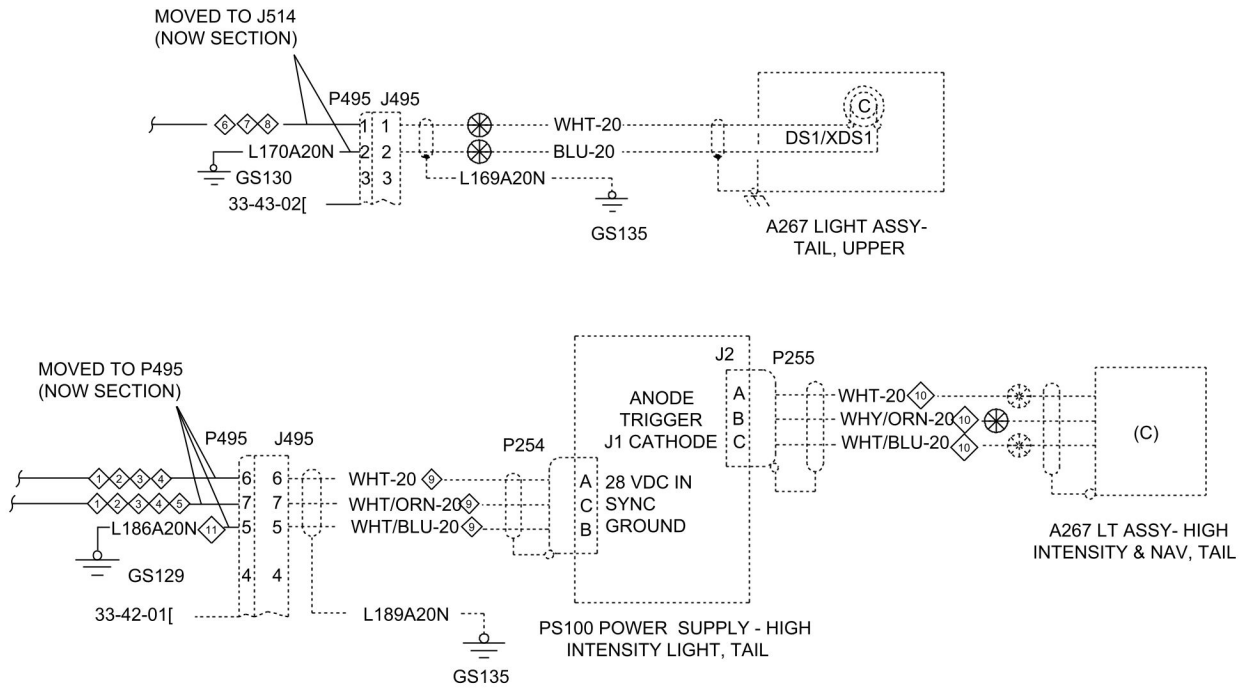 MOVED TO J514
(NOW SECTION)
P495 J495
6 7 8
1 1
WHT-20
C
DS1/XDS1
L170A20N
2 2
BLU-20
GS130
3 3
L169A20N
33-43-02[
GS135
A267 LIGHT ASSY-
TAIL, UPPER
MOVED TO P495
(NOW SECTION)
J2 P255
ANODE A WHT-20 10
TRIGGER B WHY/ORN-20 10
J1 CATHODE C WHT/BLU-20 10
(C)
P495 J495
P254
1 2 3 4
6 6
WHT-20 9
A 28 VDC IN
1 2 3 4 5
7 7
WHT/ORN-20 9
C SYNC
L186A20N 11
5 5
WHT/BLU-20 9
B GROUND
A267 LT ASSY- HIGH
INTENSITY & NAV, TAIL
GS129
4 4
33-42-01[
L189A20N
GS135
PS100 POWER SUPPLY - HIGH
INTENSITY LIGHT, TAIL